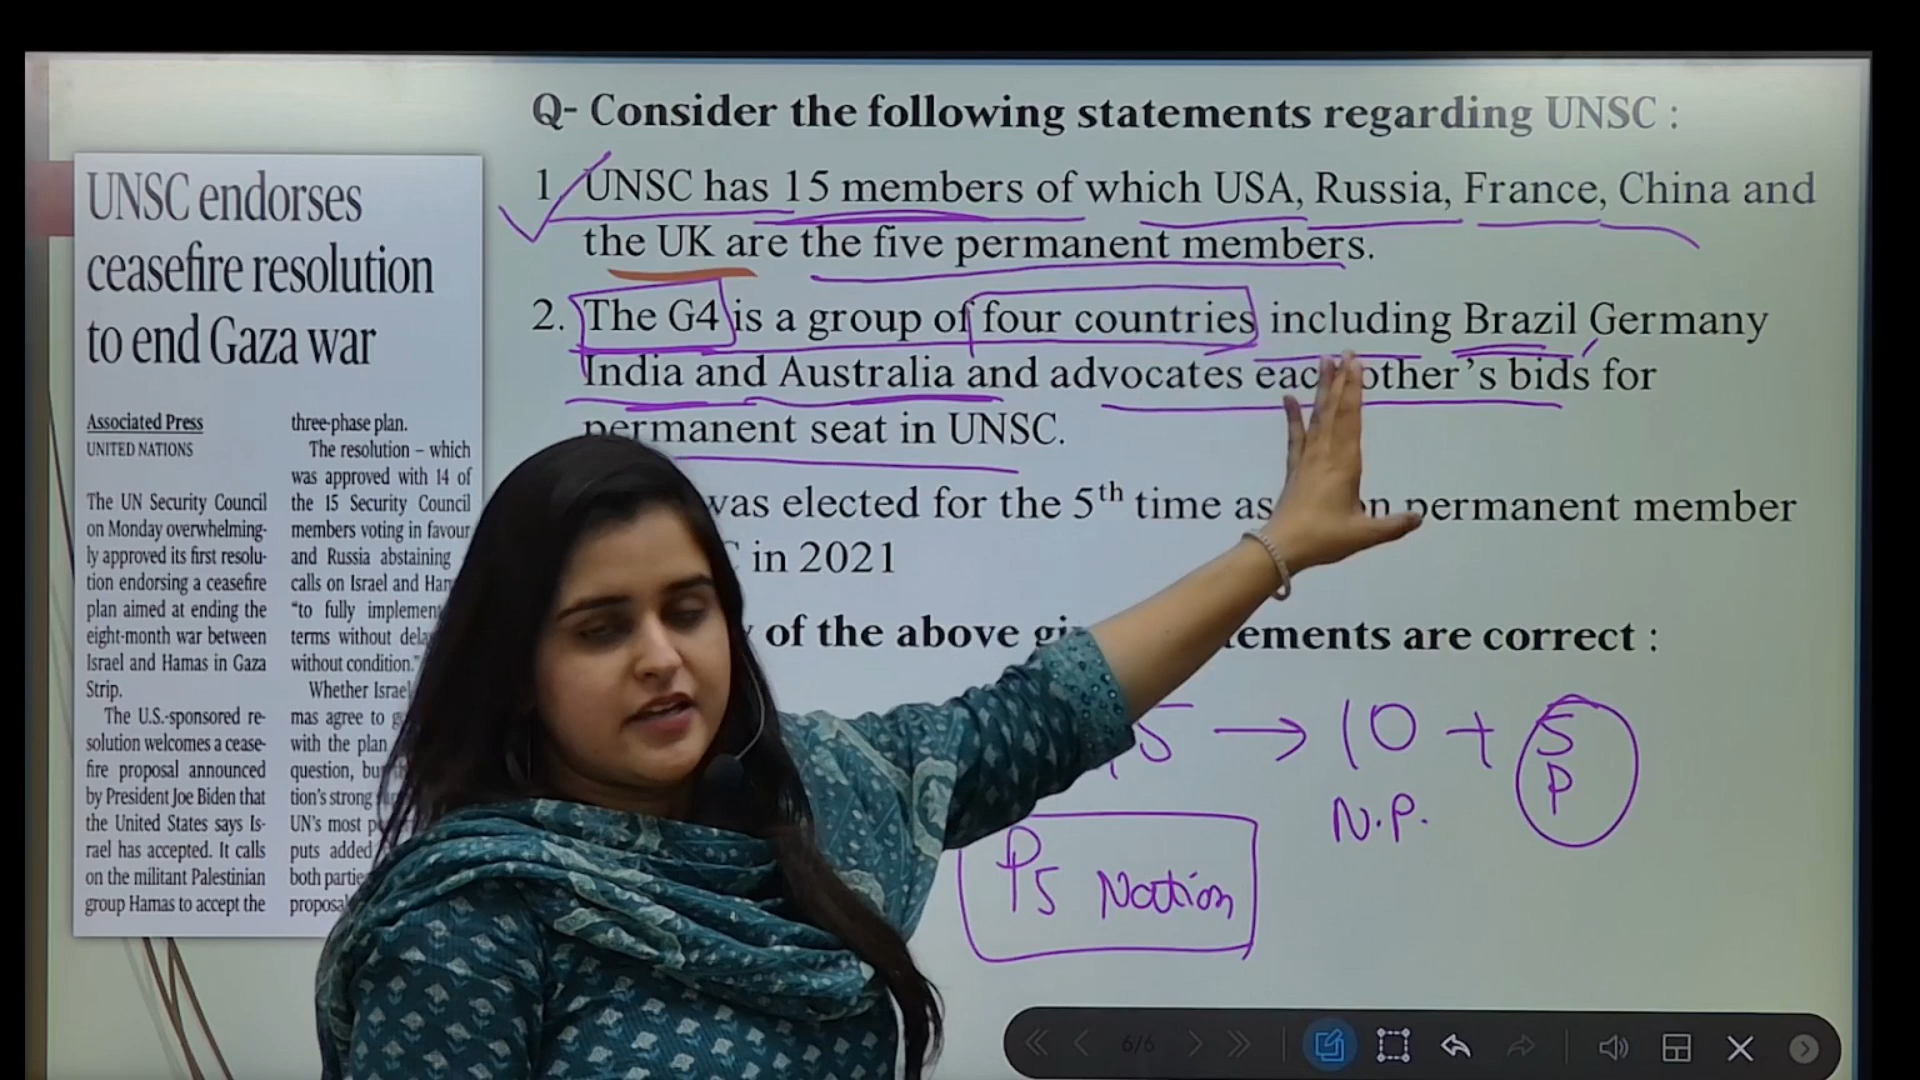 Q- Consider the following statements regarding UNSC :
1 UNSC has 15 members of which USA, Russia, France, China and
the UK are the five permanent members.
2. The G4 is a group of four countries including Brazil Germany
India and Australia and advocates each other's bids for
permanent seat in UNSC.
was elected for the 5th time as permanent member
in 2021
of the above are correct :
5 → 10 + 5
N.P. P
P5 Nation
UNSC endorses
ceasefire resolution
to end Gaza war
Associated Press
UNITED NATIONS
The UN Security Council
on Monday overwhelming-
ly approved its first resolu-
tion endorsing a ceasefire
plan aimed at ending the
eight-month war between
Israel and Hamas in Gaza
Strip.
The U.S.-sponsored re-
solution welcomes a cease-
fire proposal announced
by President Joe Biden that
the United States says Is-
rael has accepted. It calls
on the militant Palestinian
group Hamas to accept the
three-phase plan.
The resolution – which
was approved with 14 of
the 15 Security Council
members voting in favour
and Russia abstaining
calls on Israel and
"to fully implement
terms without
without condition."
Whether Israel
mas agree to
with the plan
question,
tion's strong
UN's most
puts added
both
6/6